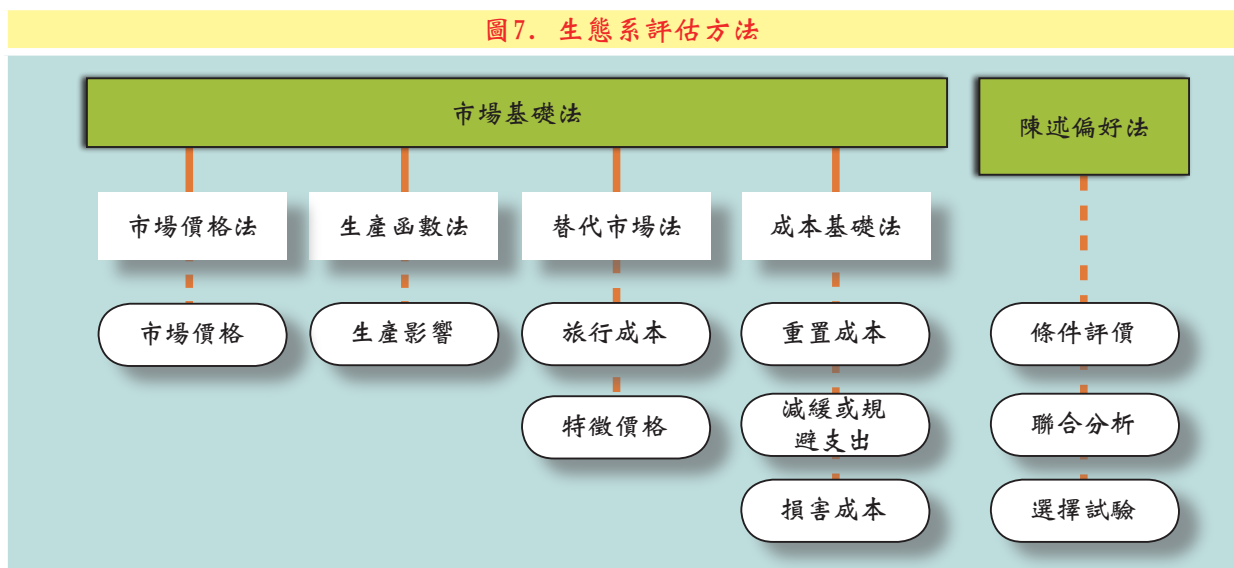 圖7. 生態系評估方法
市場基礎法
陳述偏好法
市場價格法
生產函數法
替代市場法
成本基礎法
市場價格
生產影響
旅行成本
重置成本
條件評價
特徵價格
減緩或規
避支出
聯合分析
損害成本
選擇試驗